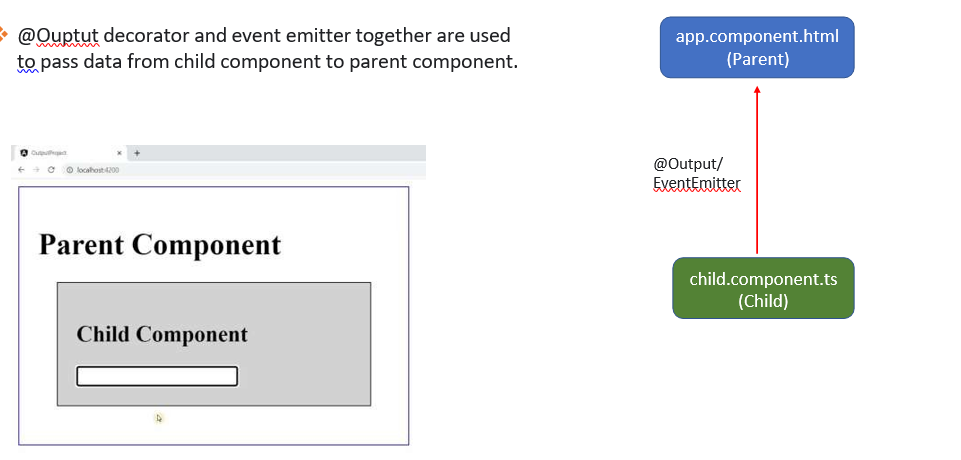 @Ouptut decorator and event emitter together are used
to pass data from child component to parent component.
app.component.html
(Parent)
@Output/
EventEmitter
child.component.ts
(Child)
OutputProject
localhost:4200
Parent Component
Child Component